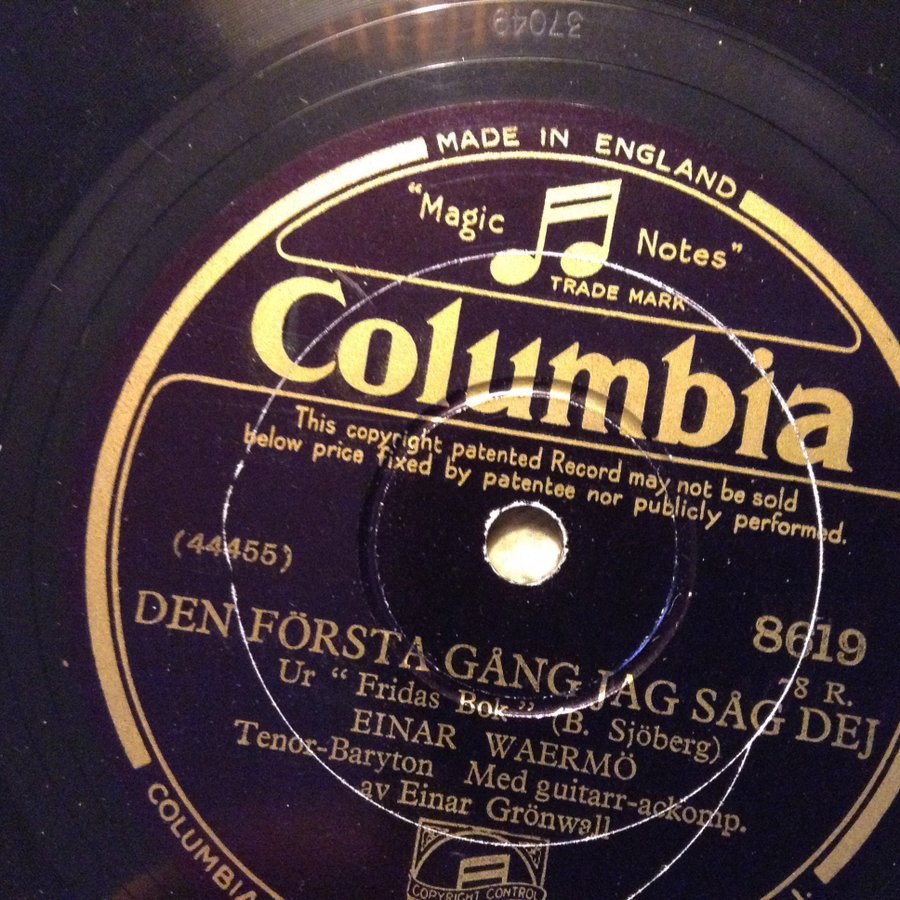 37049
MADE IN ENGLAND
"Magic Notes"
TRADE MARK
Columbia
This copyright patented Record may not be sold
below price fixed by patentee nor publicly performed.
(44455)
8619
78 R.
DEN FÖRSTA GÅNG JAG SÅG DEJ
Ur "Fridas Bok" (B. Sjöberg)
EINAR WAERMÖ
Tenor-Baryton Med guitarr-ackomp.
av Einar Grönwall
COPYRIGHT CONTROL
COLUMBIA